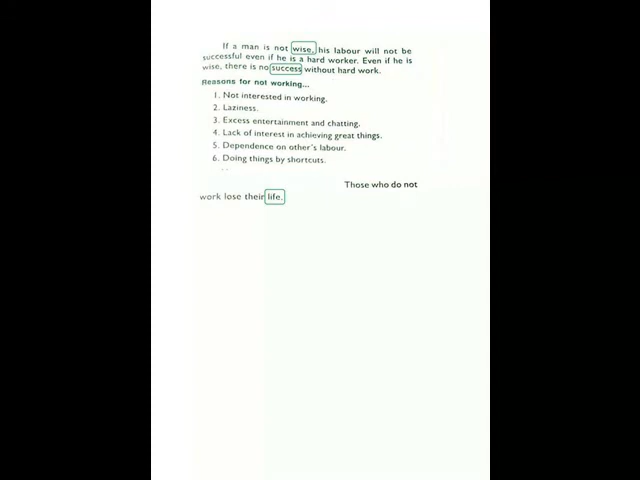 If a man is not wise, his labour will not be
successful even if he is a hard worker. Even if he is
wise, there is no success without hard work.
Reasons for not working...
1. Not interested in working.
2. Laziness.
3. Excess entertainment and chatting.
4. Lack of interest in achieving great things.
5. Dependence on other's labour.
6. Doing things by shortcuts.
Those who do not
work lose their life.